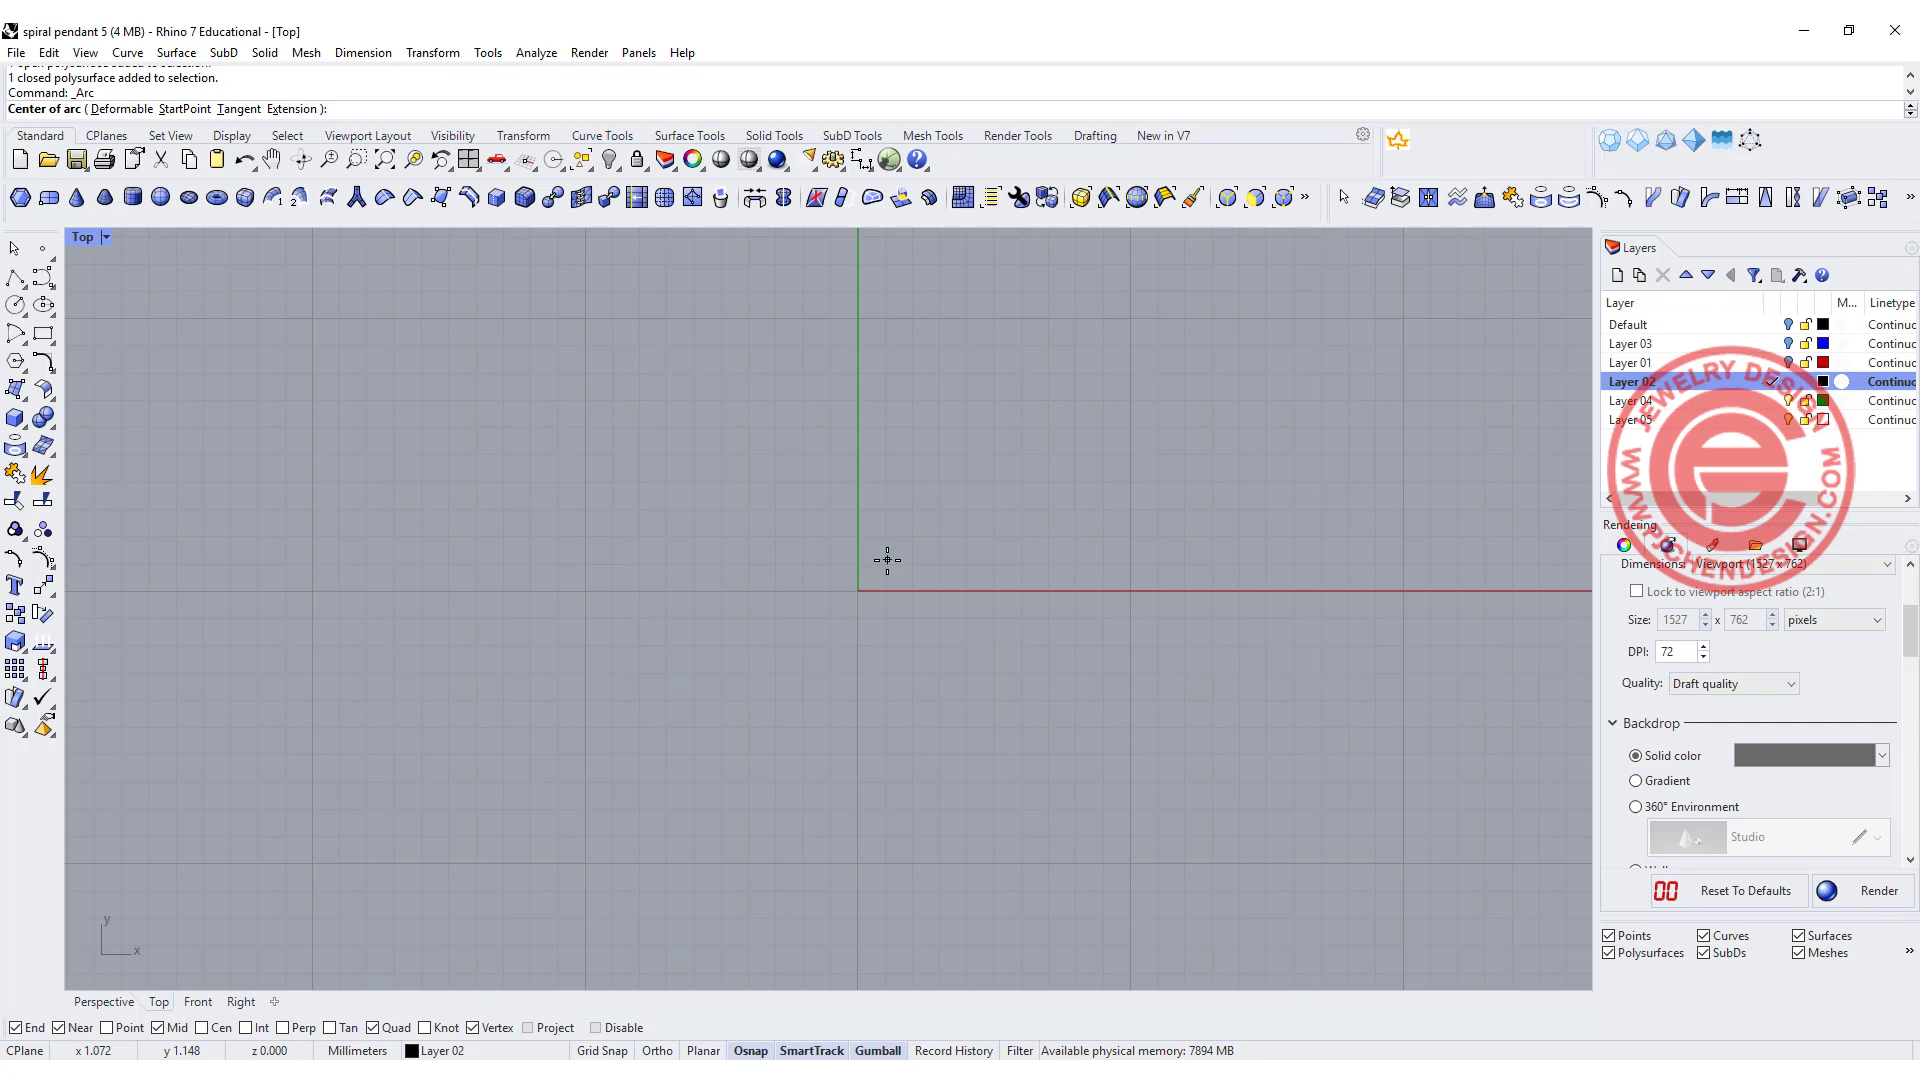 spiral pendant 5 (4 MB) - Rhino 7 Educational - [Top]
File Edit View Curve Surface SubD Solid Mesh Dimension Transform Tools Analyze Render Panels Help
1 closed polysurface added to selection.
Command: _Arc
Center of arc ( Deformable StartPoint Tangent Extension ):
Standard CPlanes Set View Display Select Viewport Layout Visibility Transform Curve Tools Surface Tools Solid Tools SubD Tools Mesh Tools Render Tools Drafting New in V7
Top
Layers
Layer M... Linetype
Default Continuc
Layer 03 Continuc
Layer 01 Continuc
Layer 02 Continuc
Layer 04 Continuc
Layer 05 Continuc
JEWELRY DESIGN
WWW.PJCHENDESIGN.COM
Rendering
Dimensions: Viewport (1527 x 762)
Lock to viewport aspect ratio (2:1)
Size: 1527 x 762 pixels
DPI: 72
Quality: Draft quality
Backdrop
Solid color
Gradient
360° Environment
Studio
Reset To Defaults Render
Points Curves Surfaces
Polysurfaces SubDs Meshes
y
x
Perspective Top Front Right
End Near Point Mid Cen Int Perp Tan Quad Knot Vertex Project Disable
CPlane x 1.072 y 1.148 z 0.000 Millimeters Layer 02 Grid Snap Ortho Planar Osnap SmartTrack Gumball Record History Filter Available physical memory: 7894 MB